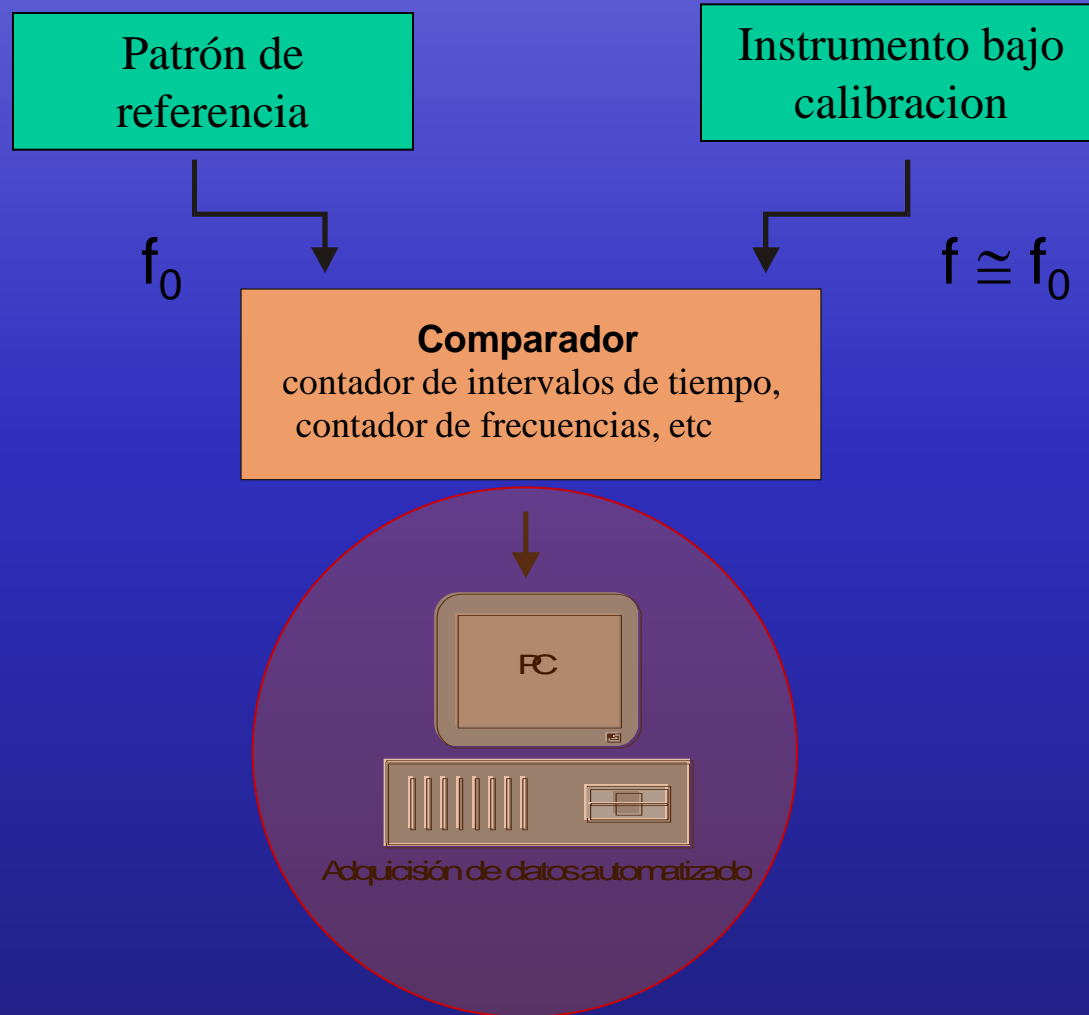 Patrón de
referencia
Instrumento bajo
calibracion
f₀
f ≅ f₀
Comparador
contador de intervalos de tiempo,
contador de frecuencias, etc
PC
Adquicisión de datos automatizado